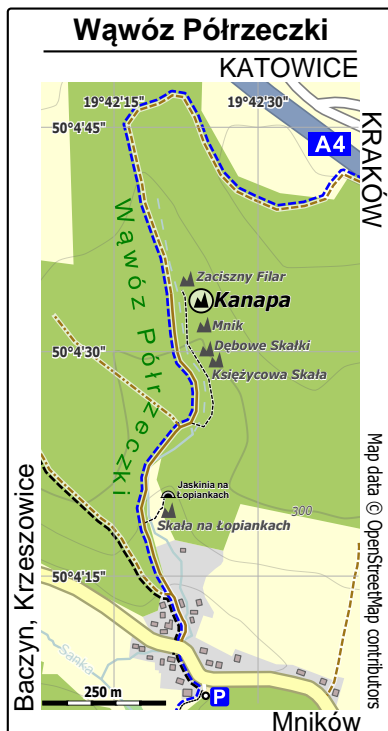 Wąwóz Półrzeczki
KATOWICE
19°42'15" 19°42'30"
50°4'45"
A4
KRAKÓW
Wąwóz Półrzeczki
Zaciszny Filar
Kanapa
Mnik
50°4'30"
Dębowe Skałki
Księżycowa Skała
Jaskinia na
Łopiankach
Skała na Łopiankach
300
50°4'15"
Baczyn, Krzeszowice
Sanka
250 m
P
Mników
Map data © OpenStreetMap contributors